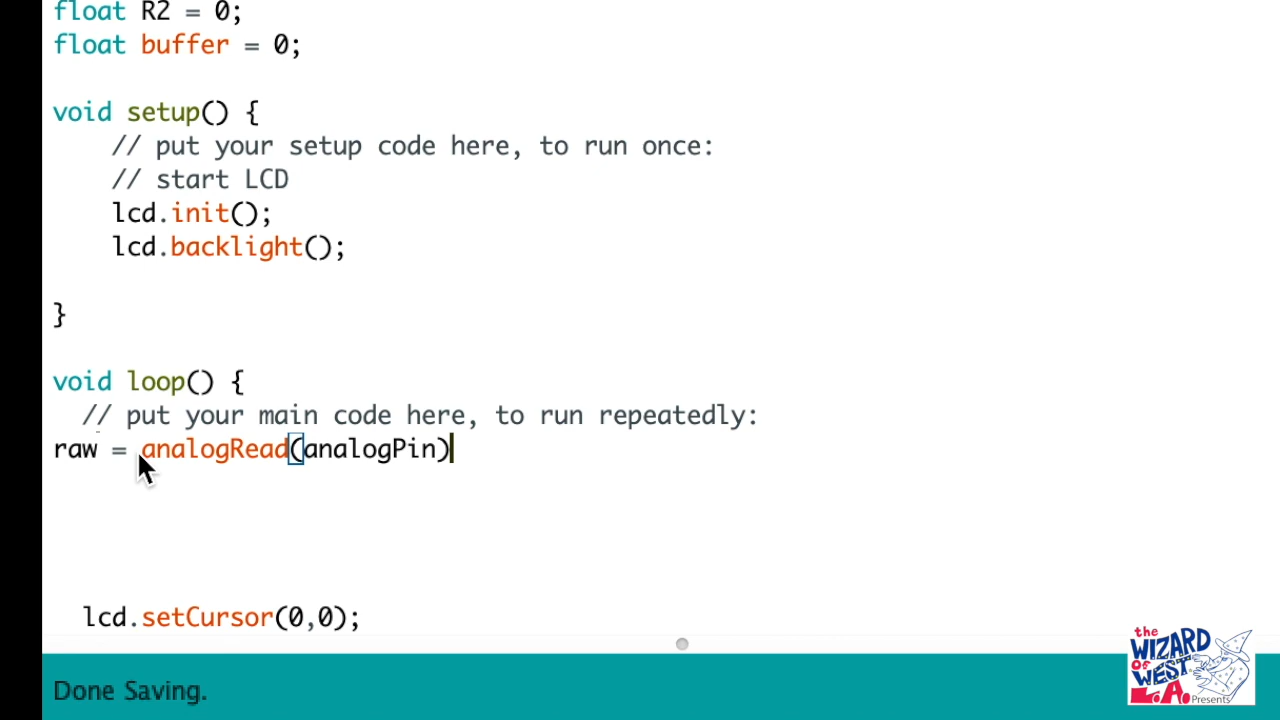 float R2 = 0;
float buffer = 0;
void setup() {
// put your setup code here, to run once:
// start LCD
lcd.init();
lcd.backlight();
}
void loop() {
// put your main code here, to run repeatedly:
raw = analogRead(analogPin)
lcd.setCursor(0,0);
Done Saving.
the
WIZARD
of
WEST
L.A.
Presents